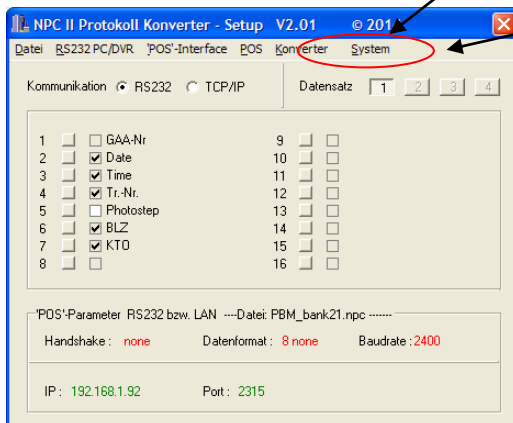 NPC II Protokoll Konverter - Setup V2.01 © 201
Datei RS232 PC/DVR 'POS'-Interface POS Konverter System
Kommunikation RS232 TCP/IP Datensatz 1 2 3 4
1 GAA-Nr 9
2 Date 10
3 Time 11
4 Tr.-Nr. 12
5 Photostep 13
6 BLZ 14
7 KTO 15
8 16
'POS'-Parameter RS232 bzw. LAN ----Datei: PBM_bank21.npc -------
Handshake : none Datenformat : 8 none Baudrate : 2400
IP : 192.168.1.92 Port : 2315